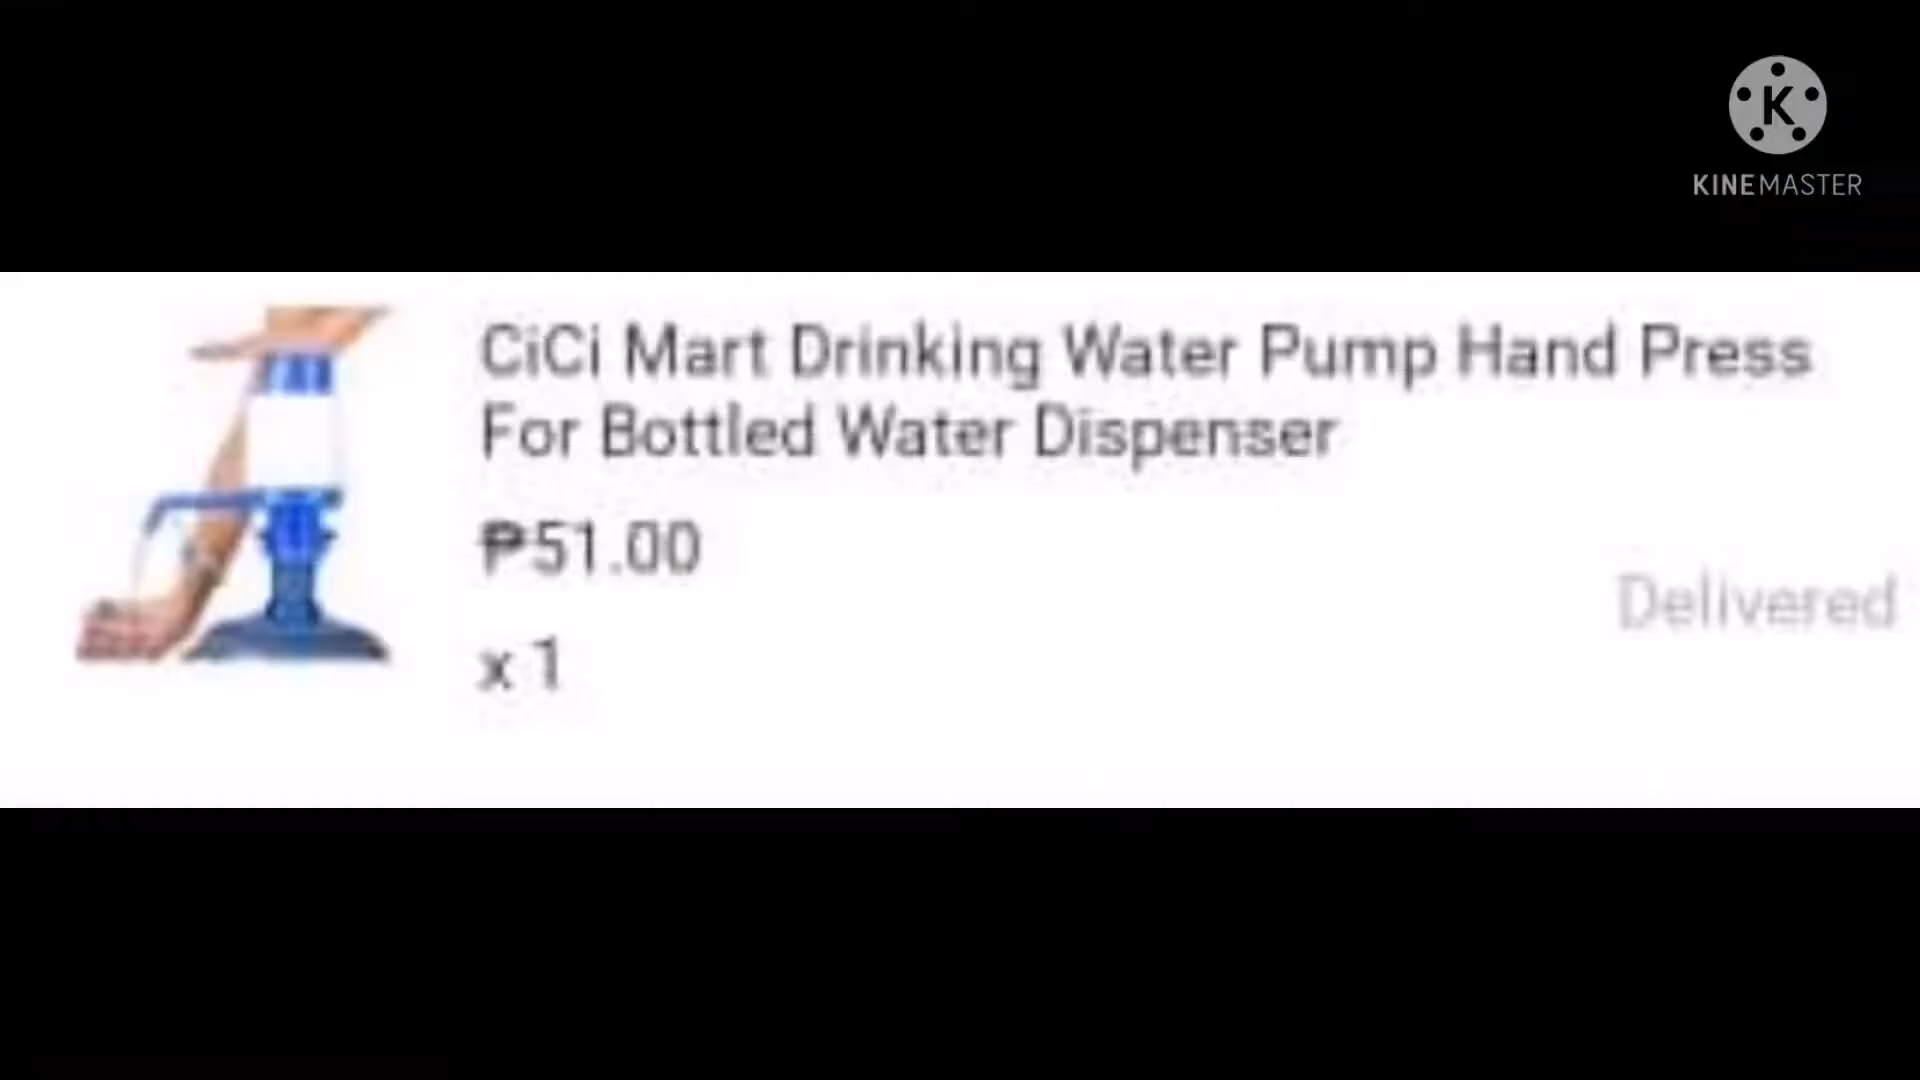 K
KINEMASTER
CiCi Mart Drinking Water Pump Hand Press
For Bottled Water Dispenser
₱51.00
Delivered
x 1